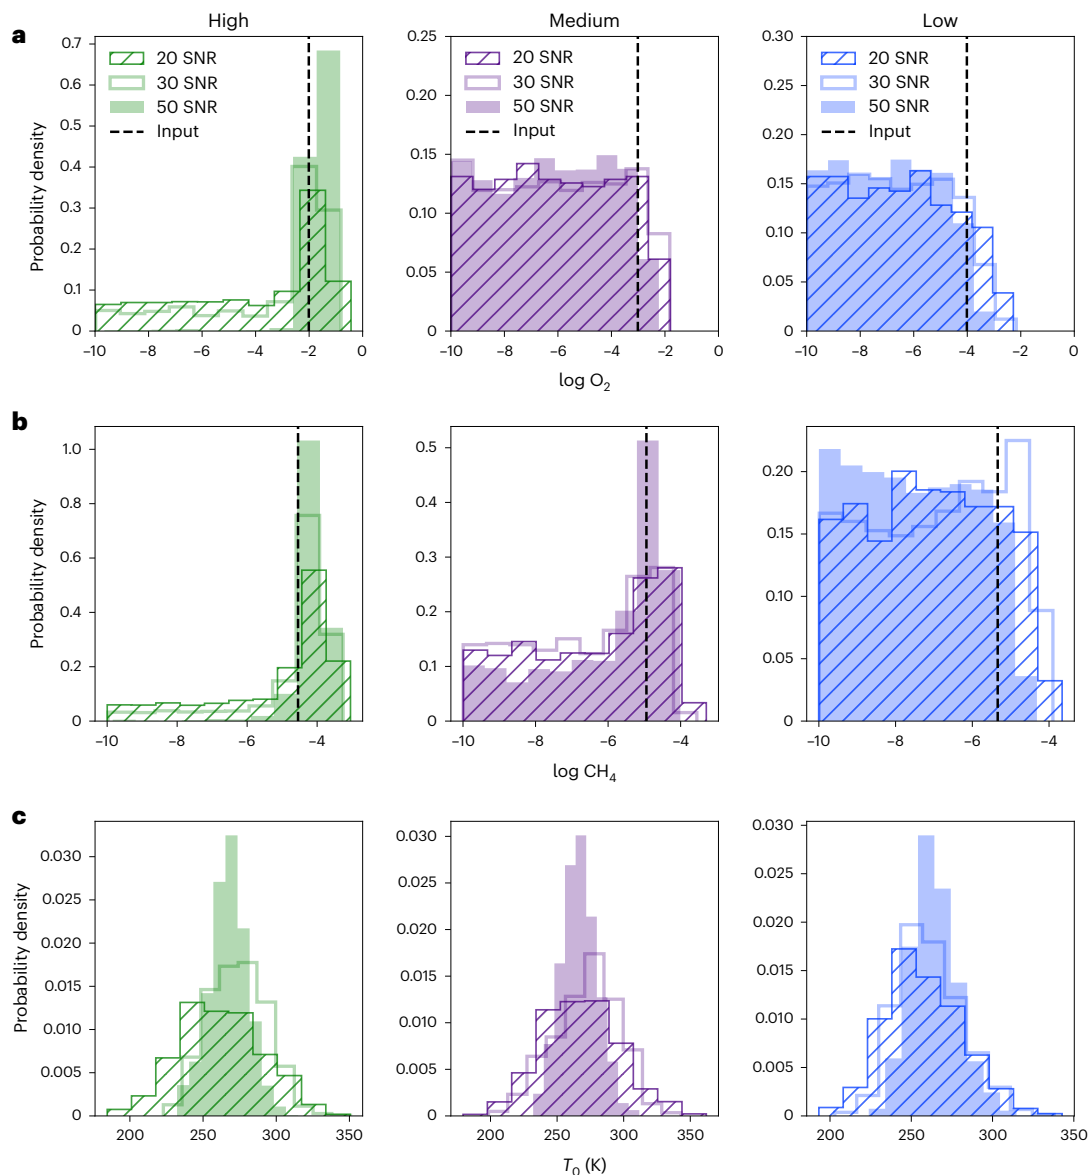 High Medium Low
a
0.7 0.25 0.30
20 SNR 20 SNR 20 SNR
30 SNR 30 SNR 30 SNR
50 SNR 50 SNR 50 SNR
Input Input Input
0.6 0.20 0.25
0.5 0.20
0.4 0.15
0.3 0.10 0.15
0.2 0.10
0.1 0.05 0.05
0 0 0
Probability density
−10 −8 −6 −4 −2 0 −10 −8 −6 −4 −2 0 −10 −8 −6 −4 −2 0
log O₂
b
1.0 0.5 0.20
0.8 0.4 0.15
0.6 0.3
0.4 0.2 0.10
0.2 0.1 0.05
0 0 0
Probability density
−10 −8 −6 −4 −10 −8 −6 −4 −10 −8 −6 −4
log CH₄
c
0.030 0.030 0.030
0.025 0.025 0.025
0.020 0.020 0.020
0.015 0.015 0.015
0.010 0.010 0.010
0.005 0.005 0.005
0 0 0
Probability density
200 250 300 350 200 250 300 350 200 250 300 350
T₀ (K)